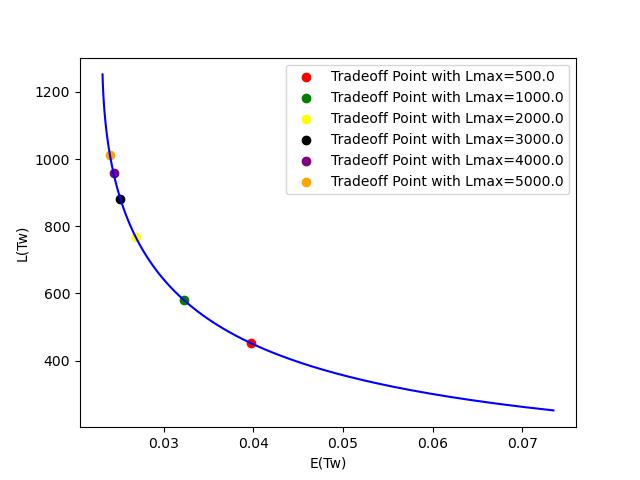 Tradeoff Point with Lmax=500.0
Tradeoff Point with Lmax=1000.0
Tradeoff Point with Lmax=2000.0
Tradeoff Point with Lmax=3000.0
Tradeoff Point with Lmax=4000.0
Tradeoff Point with Lmax=5000.0
1200
1000
800
600
400
L(Tw)
0.03 0.04 0.05 0.06 0.07
E(Tw)